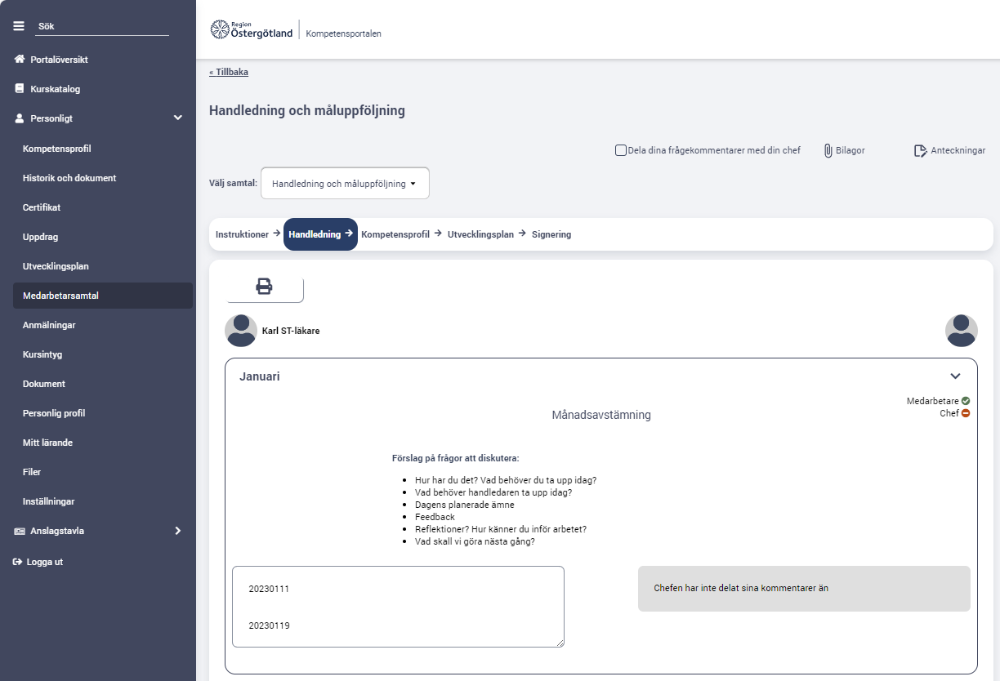 Sök
Portalöversikt
Kurskatalog
Personligt
Kompetensprofil
Historik och dokument
Certifikat
Uppdrag
Utvecklingsplan
Medarbetarsamtal
Anmälningar
Kursintyg
Dokument
Personlig profil
Mitt lärande
Filer
Inställningar
Anslagstavla
Logga ut
Region
Östergötland
Kompetensportalen
« Tillbaka
Handledning och måluppföljning
Dela dina frågekommentarer med din chef
Bilagor
Anteckningar
Välj samtal: Handledning och måluppföljning
Instruktioner → Handledning → Kompetensprofil → Utvecklingsplan → Signering
Karl ST-läkare
Januari
Medarbetare
Chef
Månadsavstämning
Förslag på frågor att diskutera:
• Hur har du det? Vad behöver du ta upp idag?
• Vad behöver handledaren ta upp idag?
• Dagens planerade ämne
• Feedback
• Reflektioner? Hur känner du inför arbetet?
• Vad skall vi göra nästa gång?
20230111
20230119
Chefen har inte delat sina kommentarer än